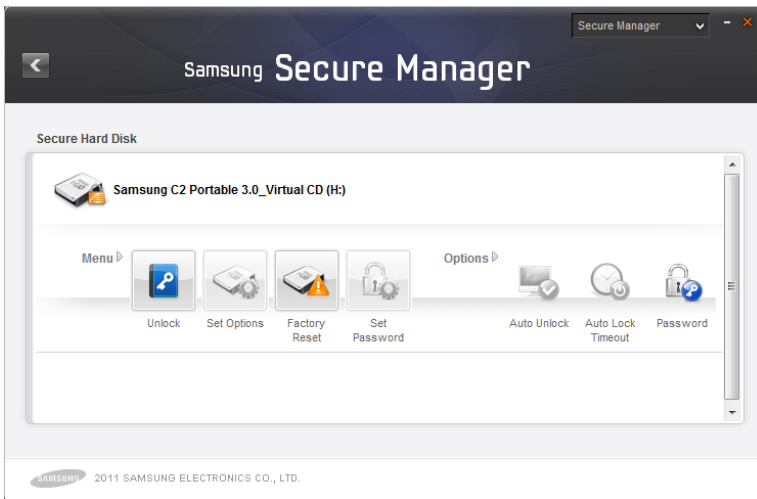 Secure Manager
Samsung Secure Manager
Secure Hard Disk
Samsung C2 Portable 3.0_Virtual CD (H:)
Menu
Options
Unlock
Set Options
Factory Reset
Set Password
Auto Unlock
Auto Lock Timeout
Password
SAMSUNG
2011 SAMSUNG ELECTRONICS CO., LTD.